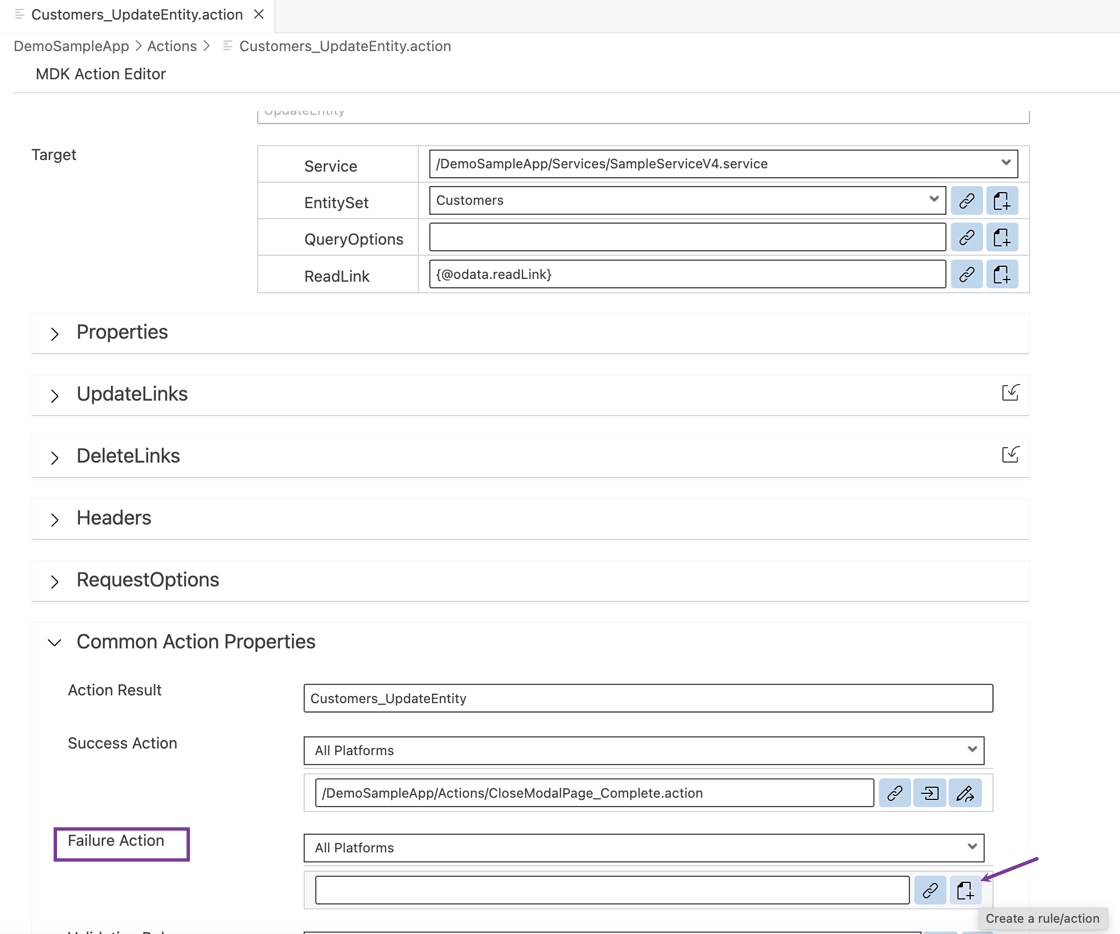 Customers_UpdateEntity.action
DemoSampleApp > Actions > Customers_UpdateEntity.action
MDK Action Editor
UpdateEntity
Target
Service /DemoSampleApp/Services/SampleServiceV4.service
EntitySet Customers
QueryOptions
ReadLink {@odata.readLink}
Properties
UpdateLinks
DeleteLinks
Headers
RequestOptions
Common Action Properties
Action Result Customers_UpdateEntity
Success Action All Platforms
/DemoSampleApp/Actions/CloseModalPage_Complete.action
Failure Action All Platforms
Create a rule/action